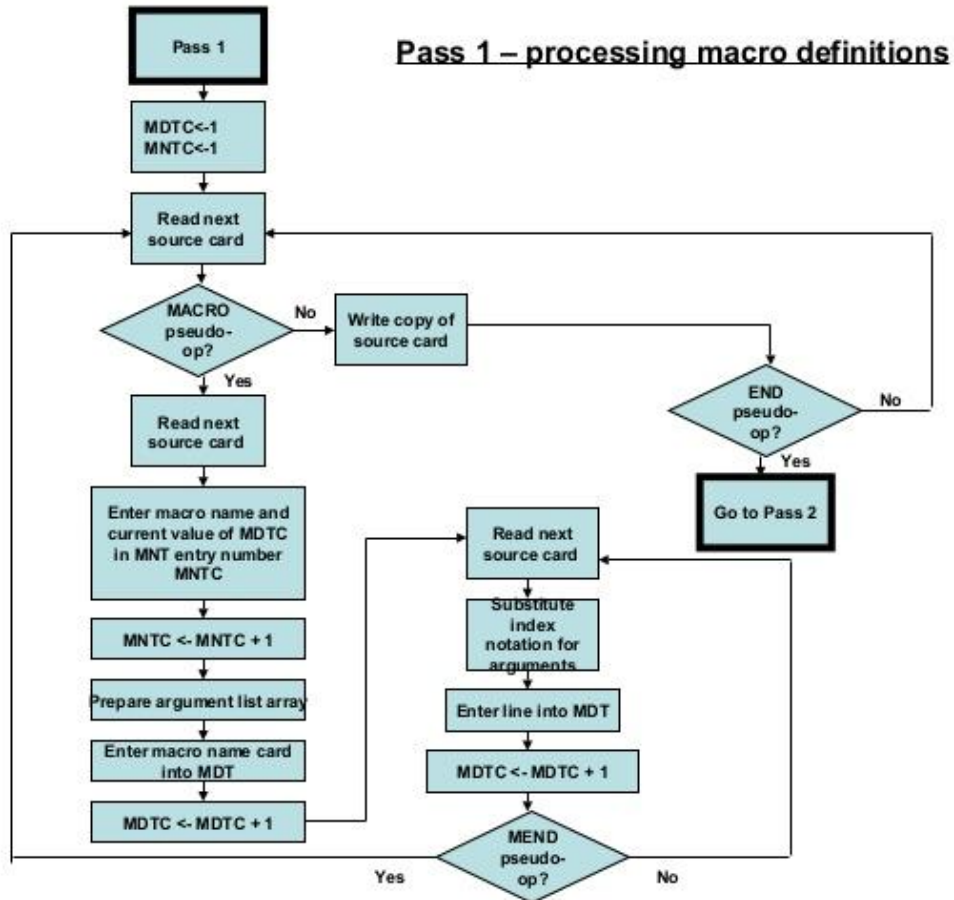 Pass 1
Pass 1 – processing macro definitions
MDTC<-1
MNTC<-1
Read next
source card
MACRO
pseudo-
op?
No
Write copy of
source card
Yes
END
pseudo-
op?
No
Yes
Go to Pass 2
Read next
source card
Enter macro name and
current value of MDTC
in MNT entry number
MNTC
MNTC <- MNTC + 1
Prepare argument list array
Enter macro name card
into MDT
MDTC <- MDTC + 1
Read next
source card
Substitute
index
notation for
arguments
Enter line into MDT
MDTC <- MDTC + 1
MEND
pseudo-
op?
Yes
No